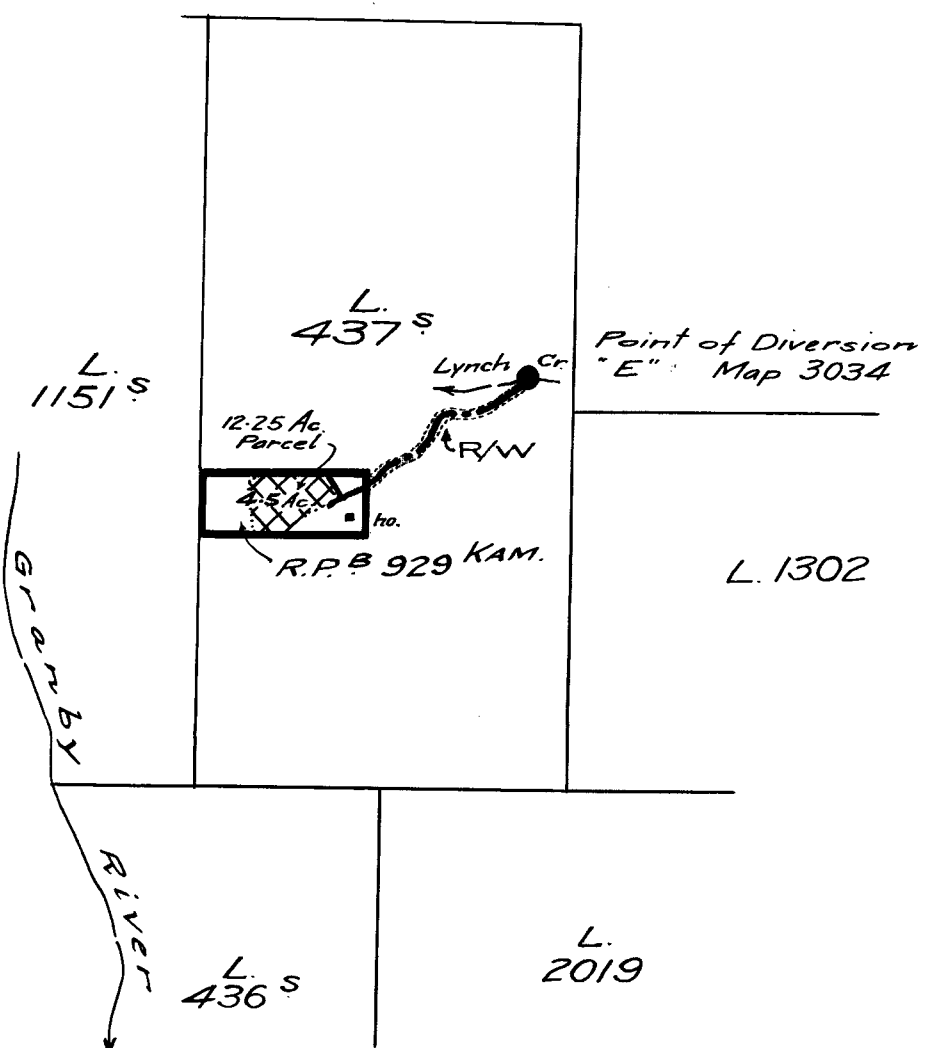 L.
437 S
Point of Diversion
"E" Map 3034
Lynch Cr.
L.
1151 S
12.25 Ac.
Parcel
R/W
4.5 Ac.
ho.
R.P. B 929 KAM.
L. 1302
Granby
River
L.
436 S
L.
2019